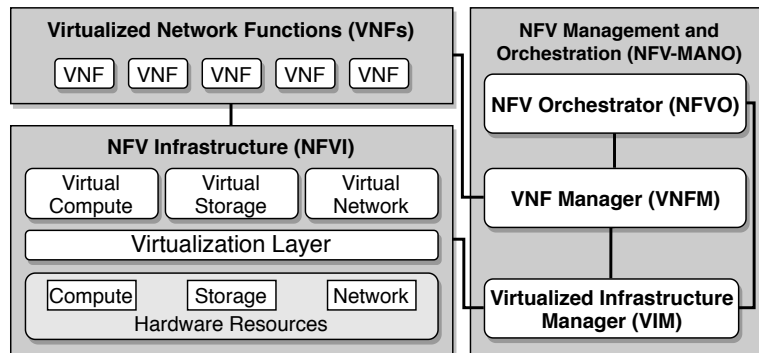 Virtualized Network Functions (VNFs)
VNF VNF VNF VNF VNF
NFV Infrastructure (NFVI)
Virtual Compute
Virtual Storage
Virtual Network
Virtualization Layer
Compute Storage Network
Hardware Resources
NFV Management and
Orchestration (NFV-MANO)
NFV Orchestrator (NFVO)
VNF Manager (VNFM)
Virtualized Infrastructure
Manager (VIM)